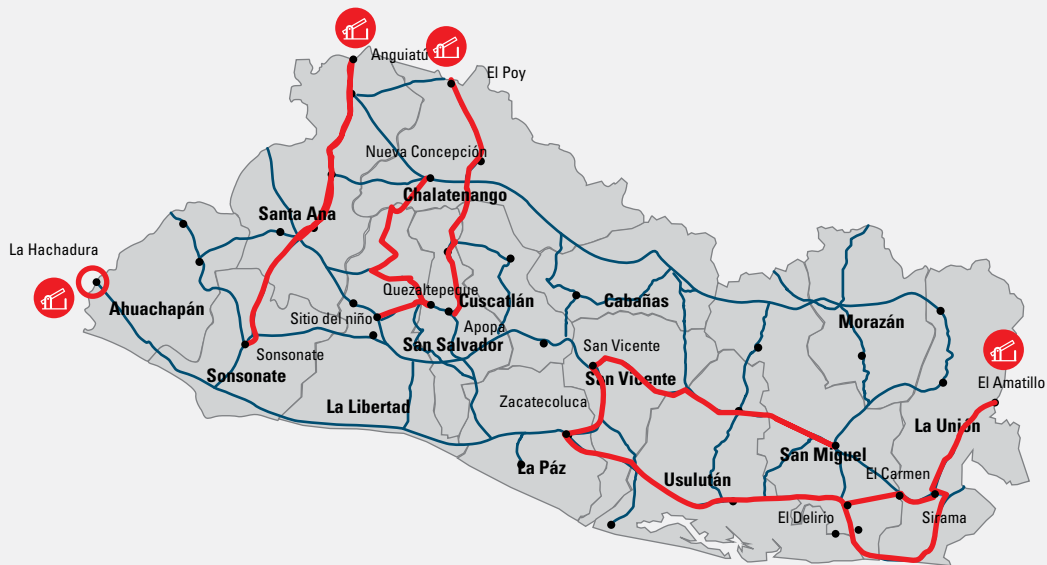 Anguiatú
El Poy
Nueva Concepción
Chalatenango
Santa Ana
La Hachadura
Quezaltepeque
Cuscatlán
Cabañas
Ahuachapán
Sitio del niño
Apopa
Morazán
San Salvador
San Vicente
Sonsonate
Sonsonate
San Vicente
El Amatillo
Zacatecoluca
La Libertad
La Unión
San Miguel
La Páz
El Carmen
Usulután
El Delirio
Sirama